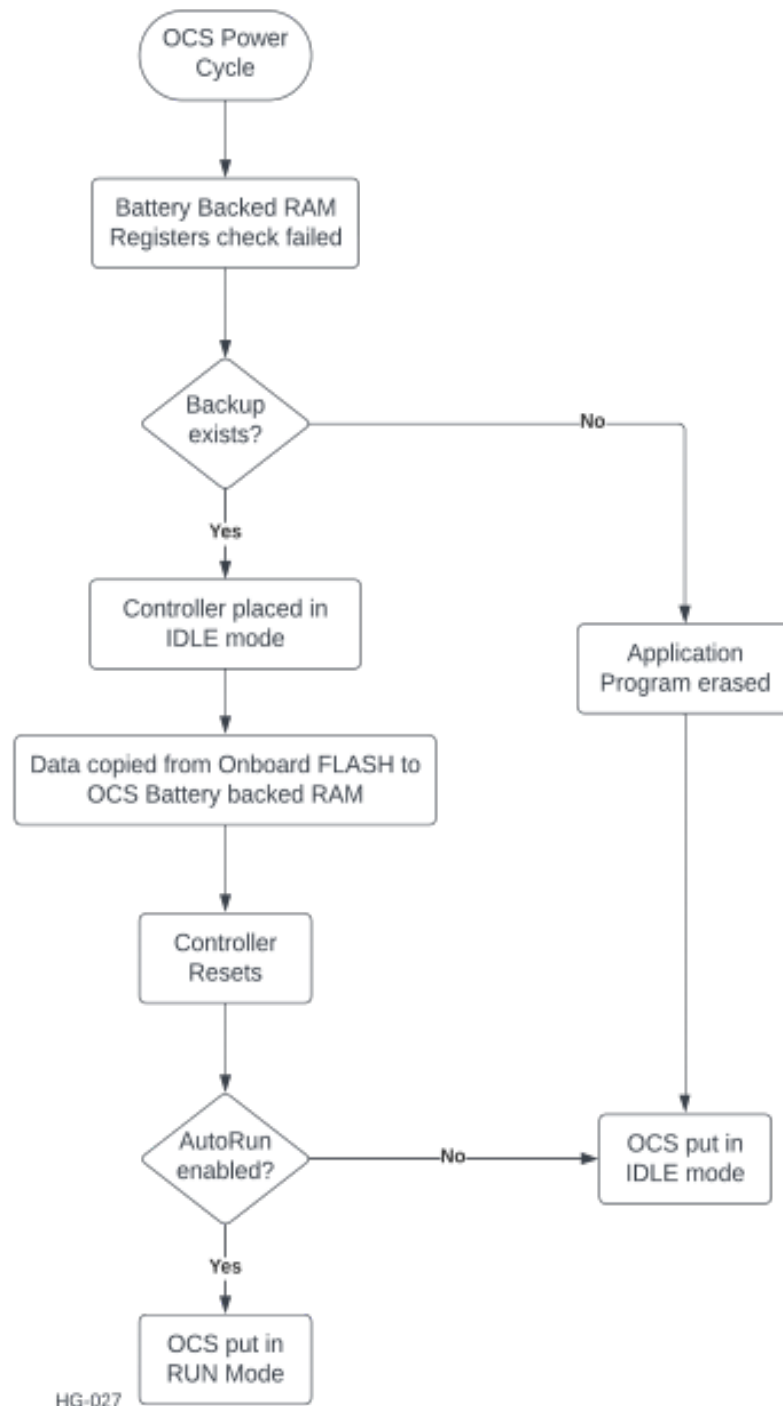 OCS Power
Cycle
Battery Backed RAM
Registers check failed
Backup
exists?
No
Yes
Controller placed in
IDLE mode
Application
Program erased
Data copied from Onboard FLASH to
OCS Battery backed RAM
Controller
Resets
AutoRun
enabled?
No
OCS put in
IDLE mode
Yes
OCS put in
RUN Mode
HG-027